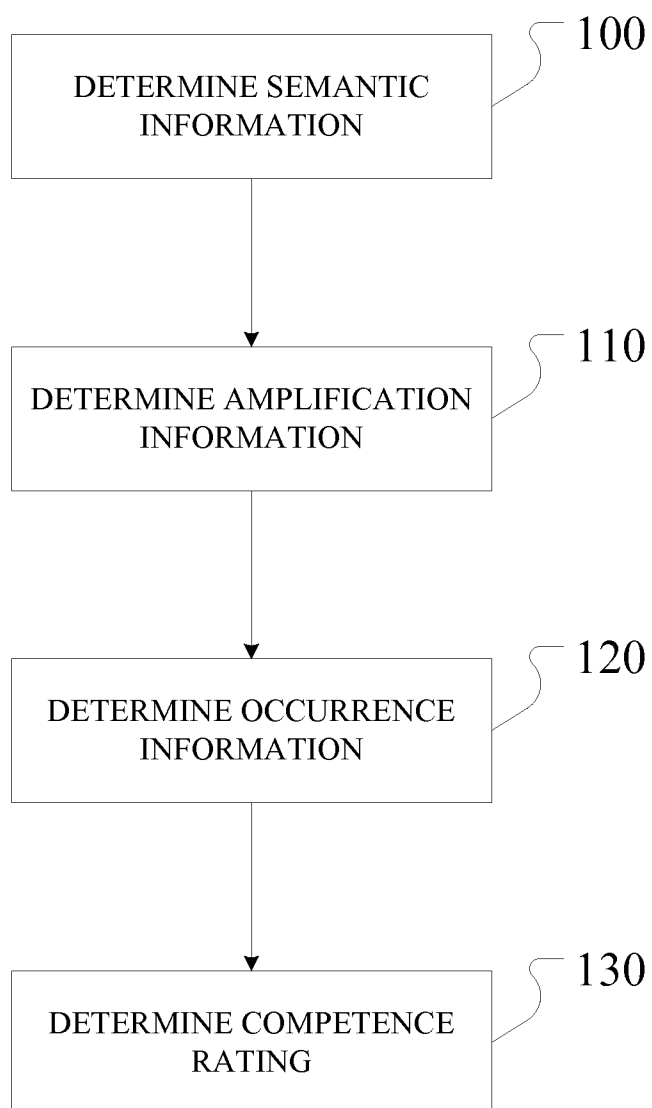 100
DETERMINE SEMANTIC
INFORMATION
110
DETERMINE AMPLIFICATION
INFORMATION
120
DETERMINE OCCURRENCE
INFORMATION
130
DETERMINE COMPETENCE
RATING